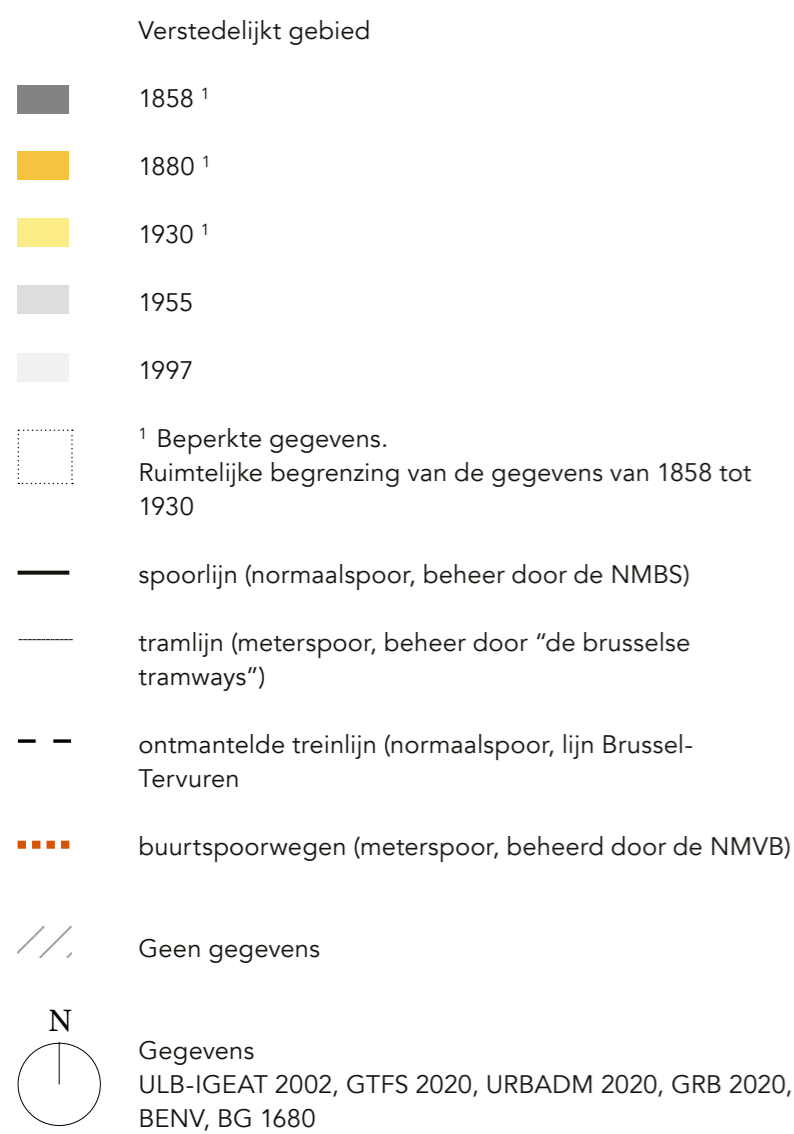 Verstedelijkt gebied
1858 ¹
1880 ¹
1930 ¹
1955
1997
¹ Beperkte gegevens.
Ruimtelijke begrenzing van de gegevens van 1858 tot
1930
spoorlijn (normaalspoor, beheer door de NMBS)
tramlijn (meterspoor, beheer door “de brusselse
tramways”)
ontmantelde treinlijn (normaalspoor, lijn Brussel-
Tervuren
buurtspoorwegen (meterspoor, beheerd door de NMVB)
Geen gegevens
N
Gegevens
ULB-IGEAT 2002, GTFS 2020, URBADM 2020, GRB 2020,
BENV, BG 1680